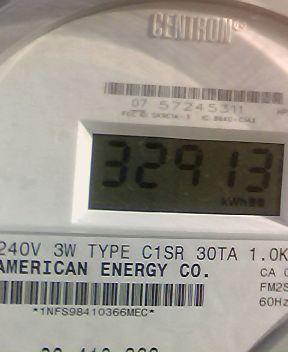 CENTRON®
07 57245311
32913
kWh
240V 3W TYPE C1SR 30TA 1.0K
AMERICAN ENERGY CO.
CA
FM2S
60Hz
*1NFS98410366MEC*